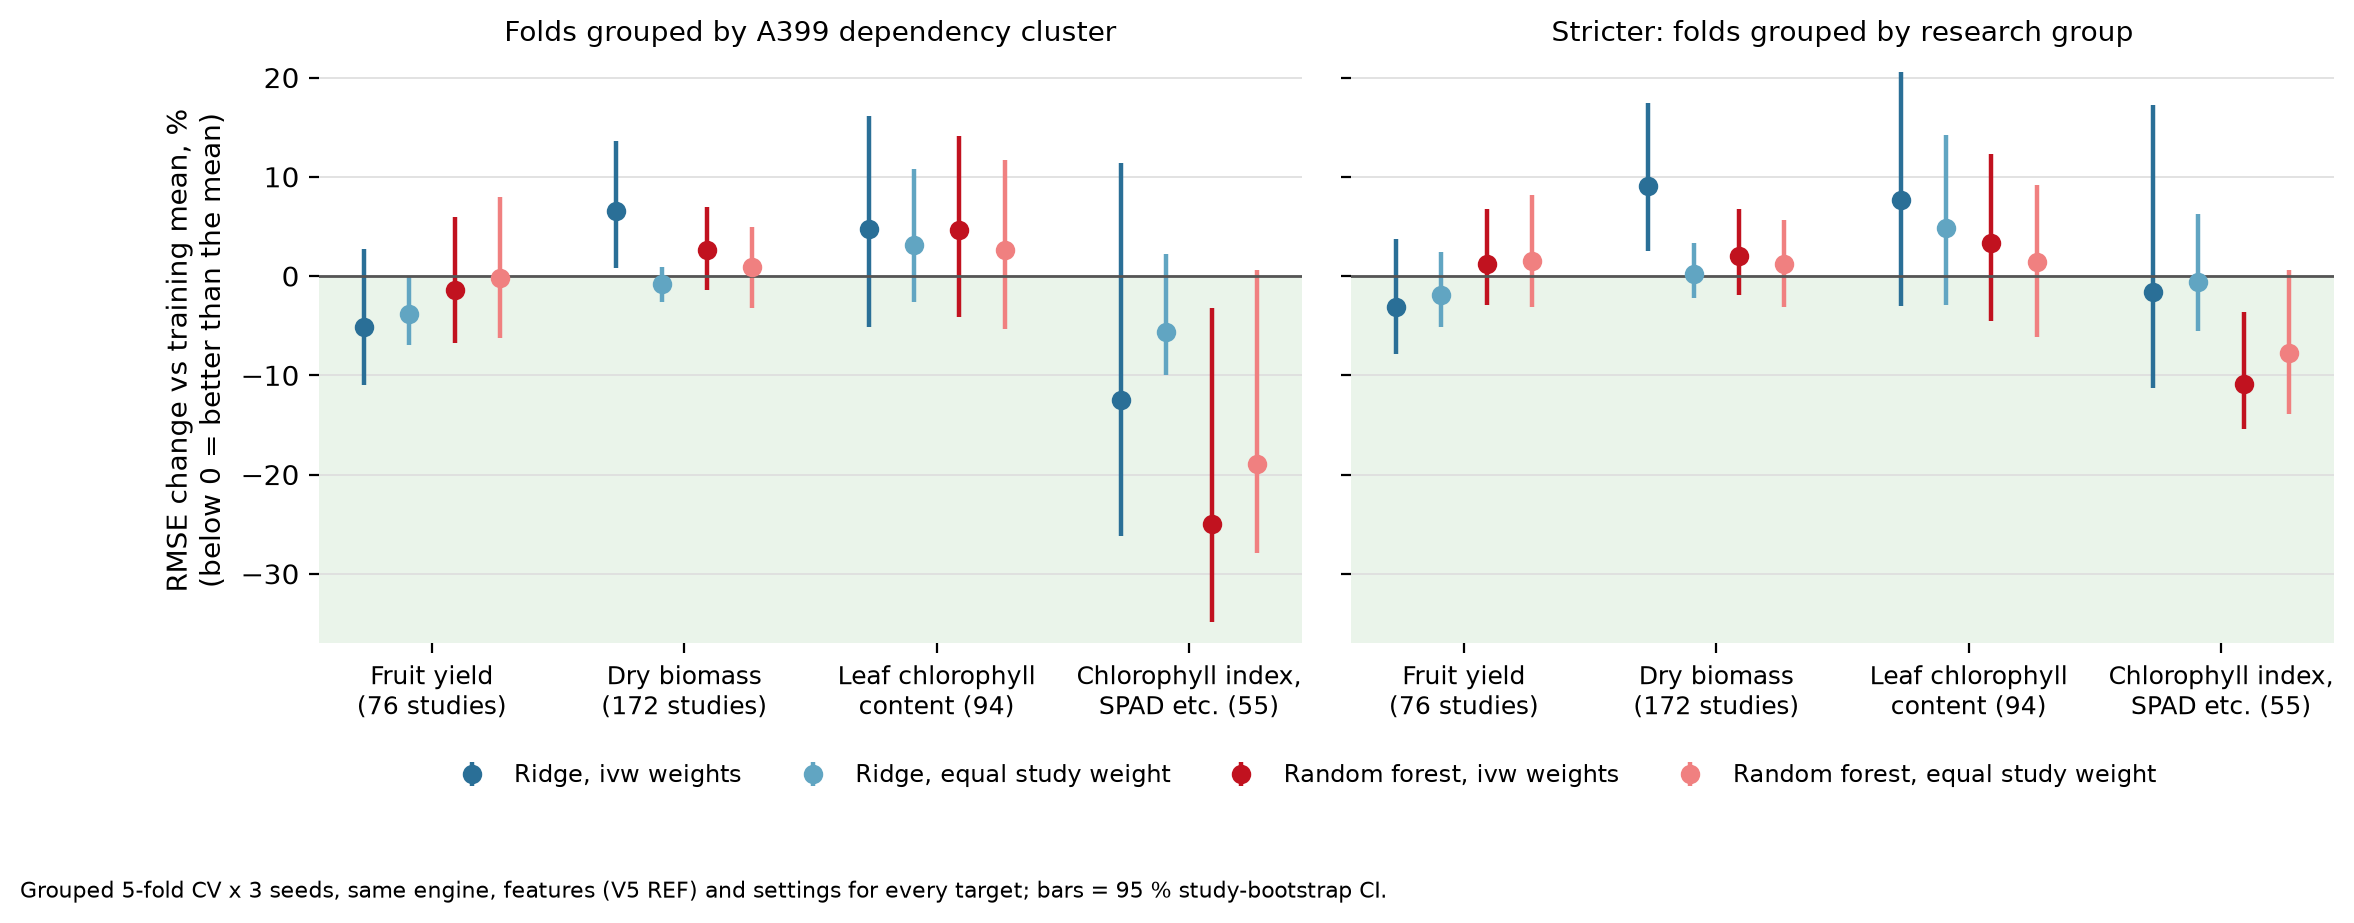 Folds grouped by A399 dependency cluster
Stricter: folds grouped by research group
RMSE change vs training mean, %
(below 0 = better than the mean)
20
10
0
−10
−20
−30
Fruit yield
(76 studies)
Dry biomass
(172 studies)
Leaf chlorophyll
content (94)
Chlorophyll index,
SPAD etc. (55)
Fruit yield
(76 studies)
Dry biomass
(172 studies)
Leaf chlorophyll
content (94)
Chlorophyll index,
SPAD etc. (55)
Ridge, ivw weights
Ridge, equal study weight
Random forest, ivw weights
Random forest, equal study weight
Grouped 5-fold CV x 3 seeds, same engine, features (V5 REF) and settings for every target; bars = 95 % study-bootstrap CI.